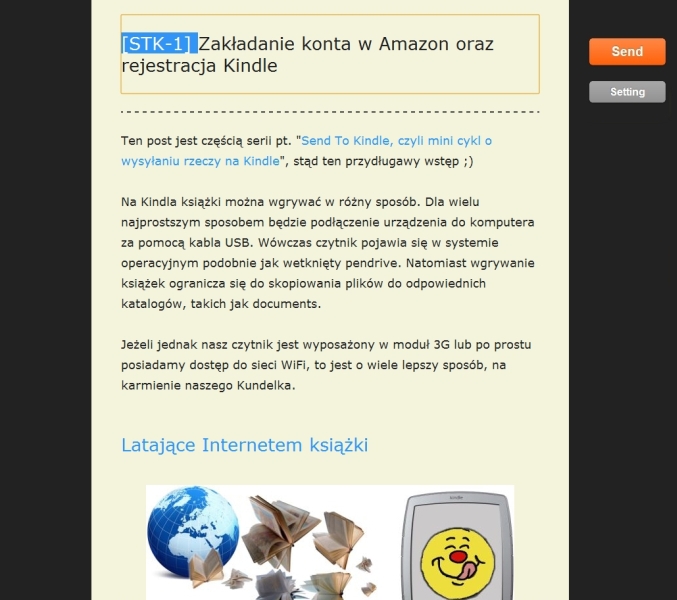 [STK-1] Zakładanie konta w Amazon oraz
rejestracja Kindle
Send
Setting
Ten post jest częścią serii pt. "Send To Kindle, czyli mini cykl o
wysyłaniu rzeczy na Kindle", stąd ten przydługawy wstęp ;)
Na Kindla książki można wgrywać w różny sposób. Dla wielu
najprostszym sposobem będzie podłączenie urządzenia do komputera
za pomocą kabla USB. Wówczas czytnik pojawia się w systemie
operacyjnym podobnie jak wetknięty pendrive. Natomiast wgrywanie
książek ogranicza się do skopiowania plików do odpowiednich
katalogów, takich jak documents.
Jeżeli jednak nasz czytnik jest wyposażony w moduł 3G lub po prostu
posiadamy dostęp do sieci WiFi, to jest o wiele lepszy sposób, na
karmienie naszego Kundelka.
Latające Internetem książki
kindle